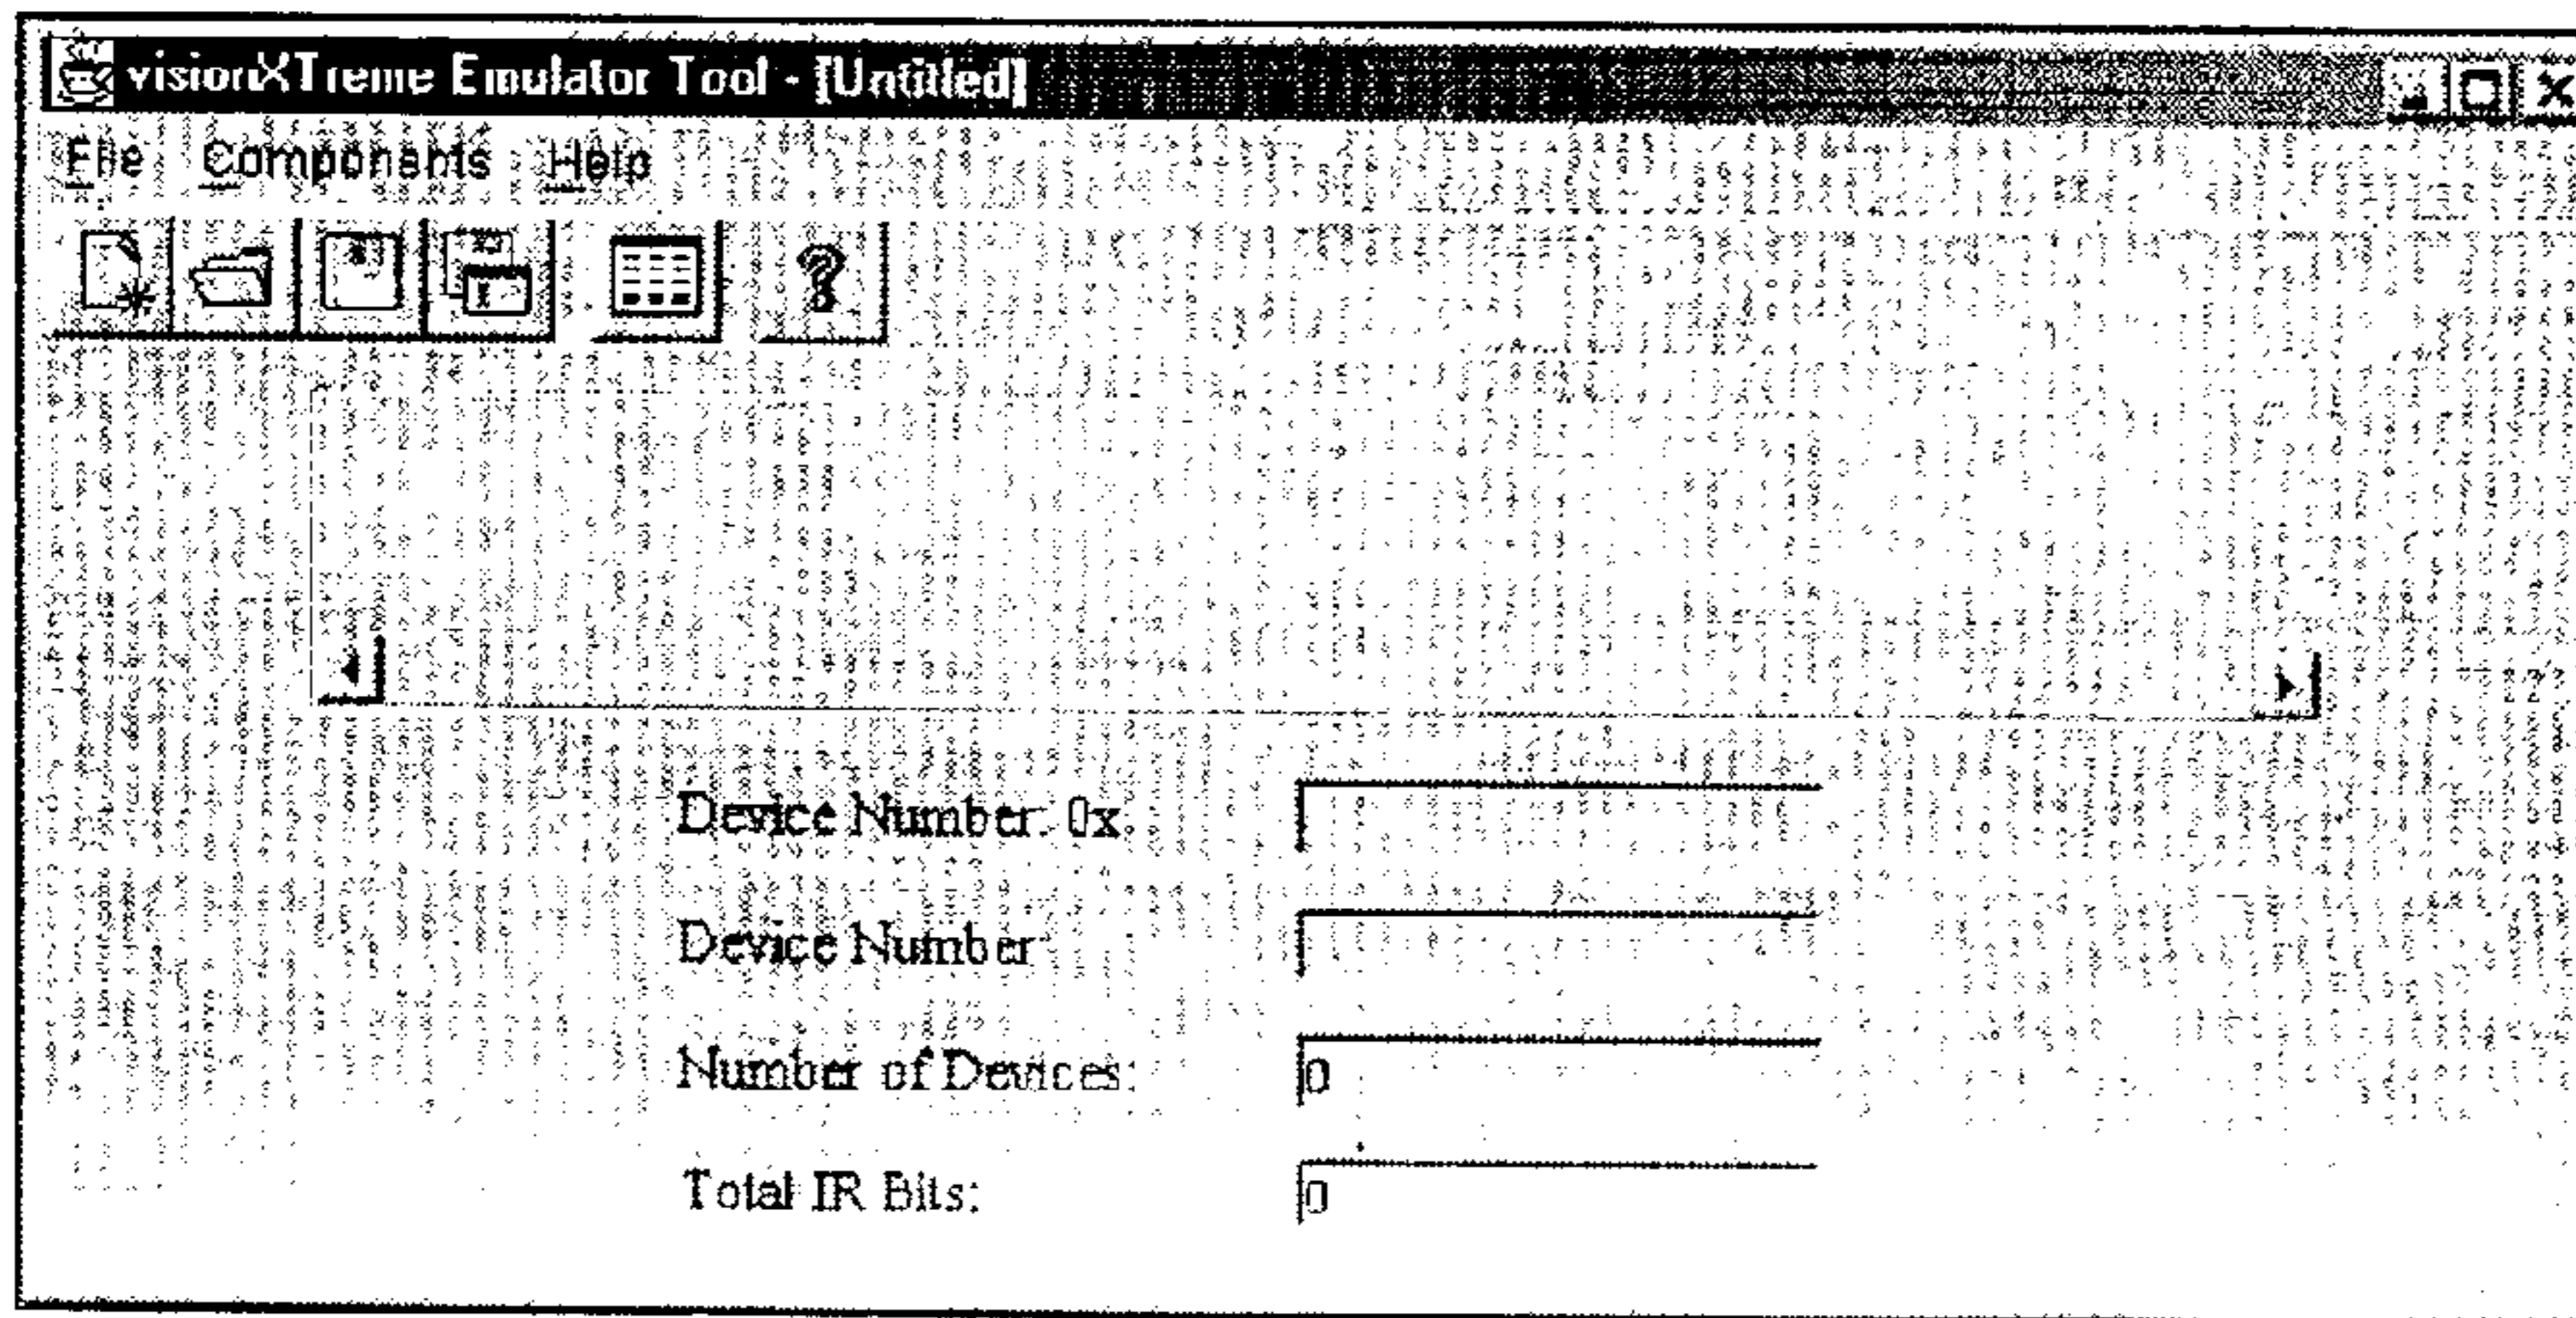 visionXTreme Emulator Tool - [Untitled]
File Components Help
Device Number: 0x
Device Number
Number of Devices: 0
Total IR Bits: 0